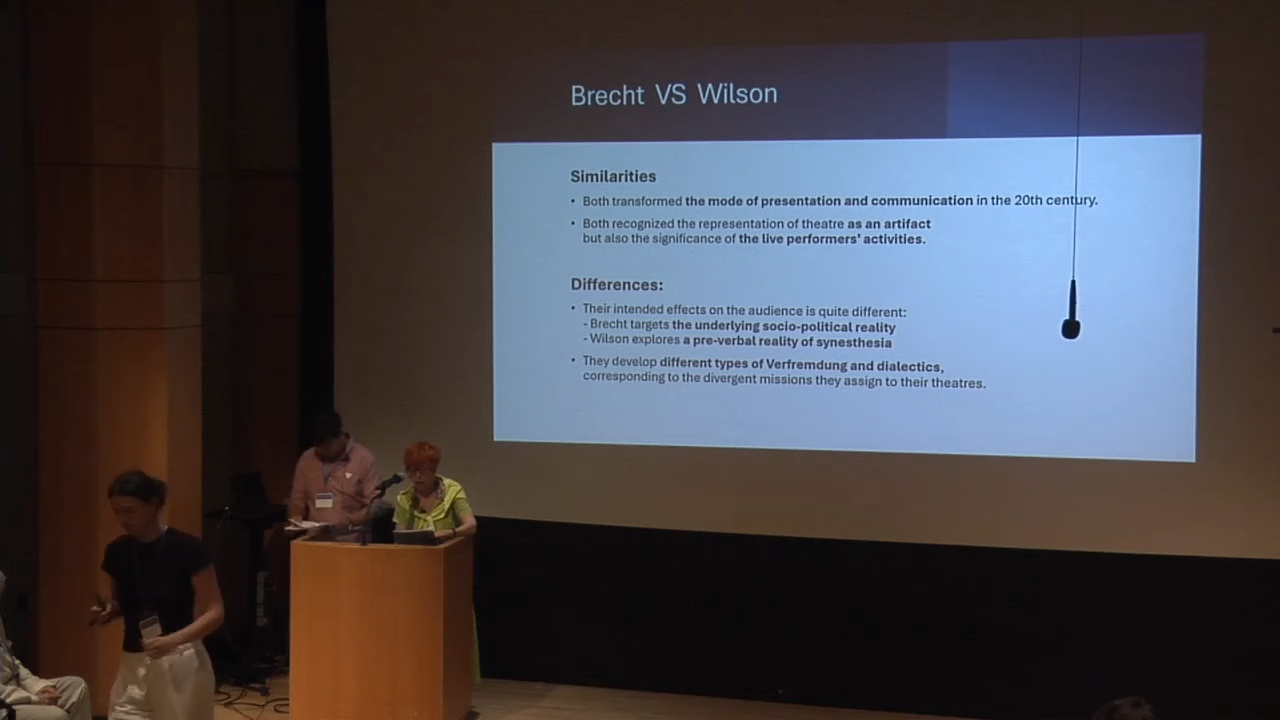 Brecht VS Wilson
Similarities
• Both transformed the mode of presentation and communication in the 20th century.
• Both recognized the representation of theatre as an artifact
but also the significance of the live performers' activities.
Differences:
• Their intended effects on the audience is quite different:
- Brecht targets the underlying socio-political reality
- Wilson explores a pre-verbal reality of synesthesia
• They develop different types of Verfremdung and dialectics,
corresponding to the divergent missions they assign to their theatres.